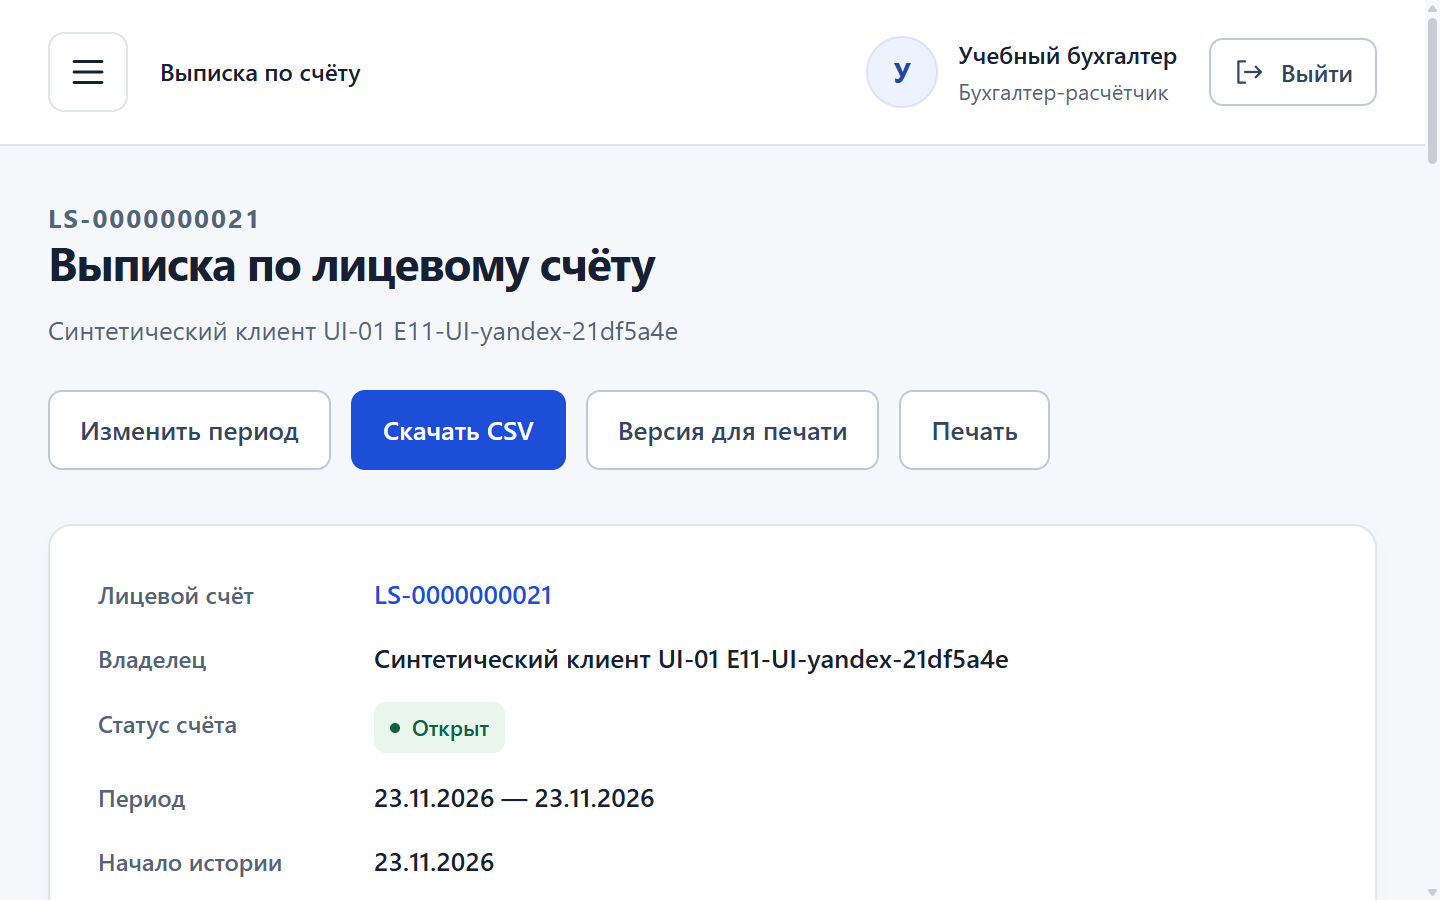 Выписка по счёту
У
Учебный бухгалтер
Бухгалтер-расчётчик
Выйти
LS-0000000021
Выписка по лицевому счёту
Синтетический клиент UI-01 E11-UI-yandex-21df5a4e
Изменить период
Скачать CSV
Версия для печати
Печать
Лицевой счёт LS-0000000021
Владелец Синтетический клиент UI-01 E11-UI-yandex-21df5a4e
Статус счёта Открыт
Период 23.11.2026 — 23.11.2026
Начало истории 23.11.2026